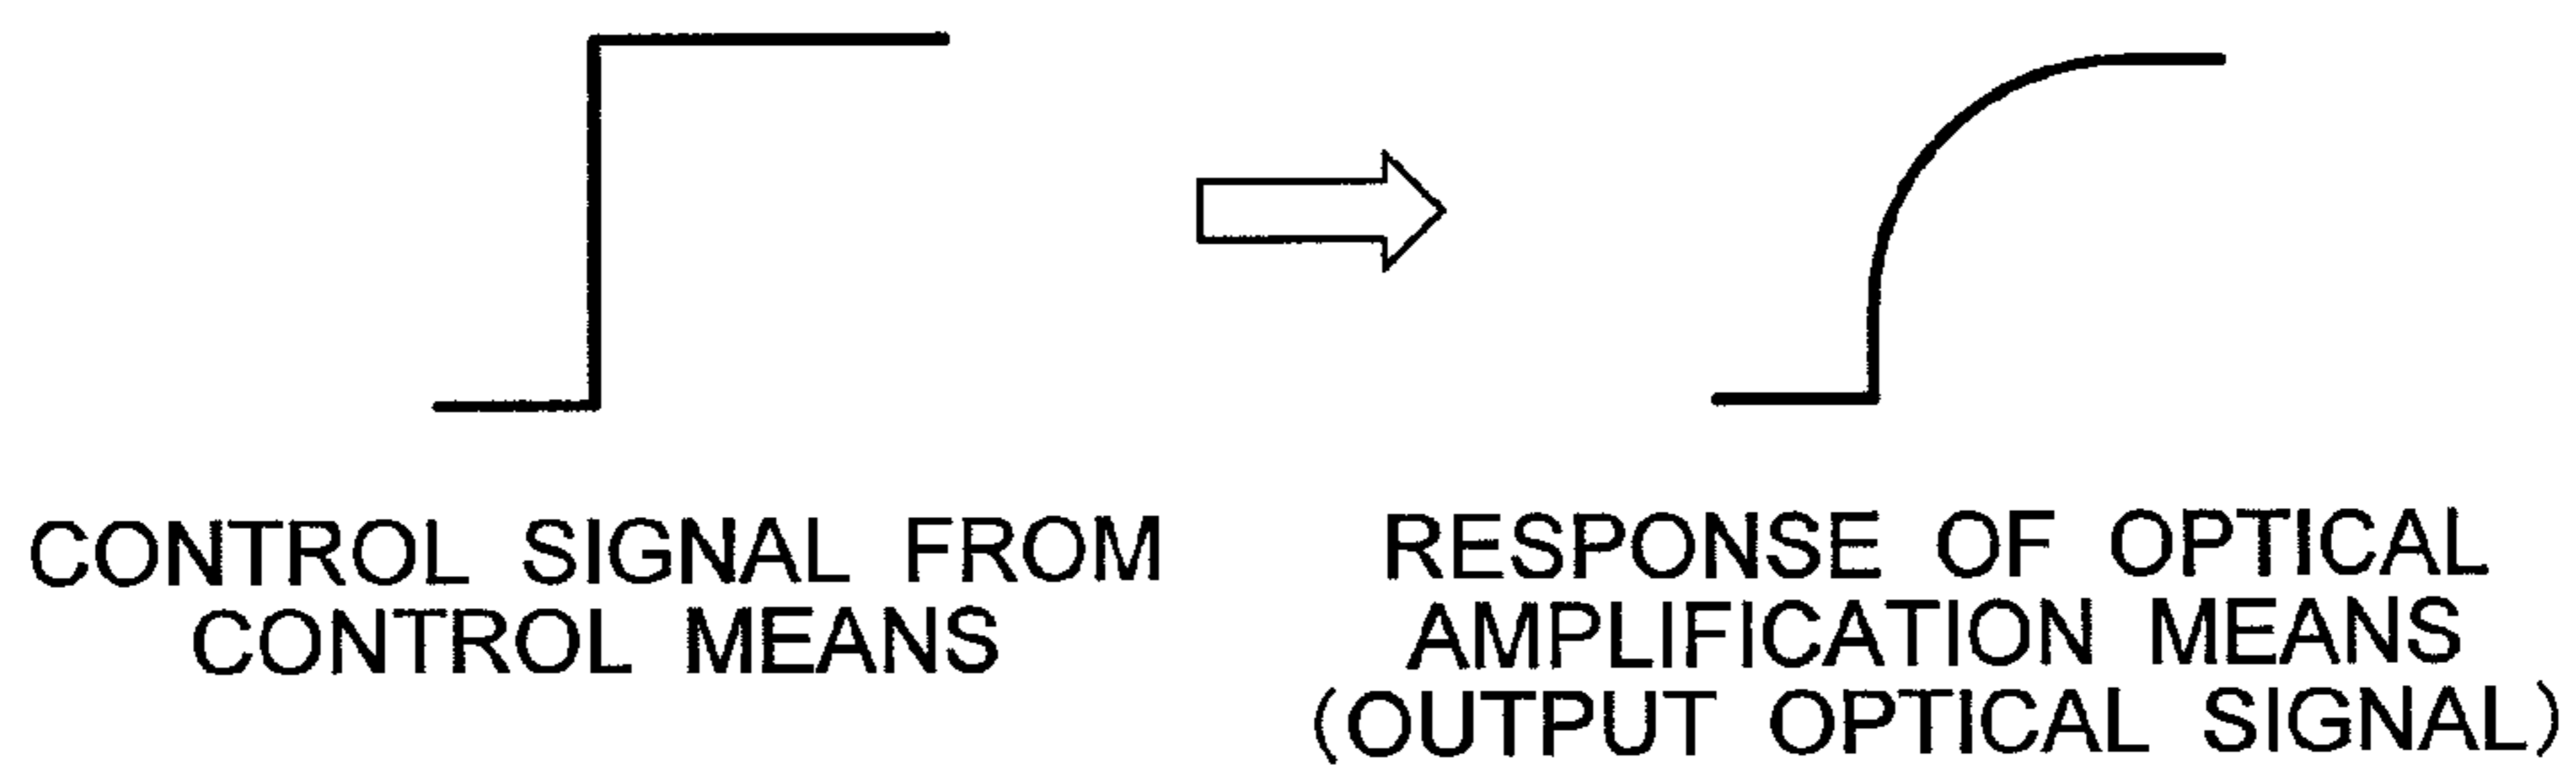 CONTROL SIGNAL FROM
CONTROL MEANS
RESPONSE OF OPTICAL
AMPLIFICATION MEANS
(OUTPUT OPTICAL SIGNAL)